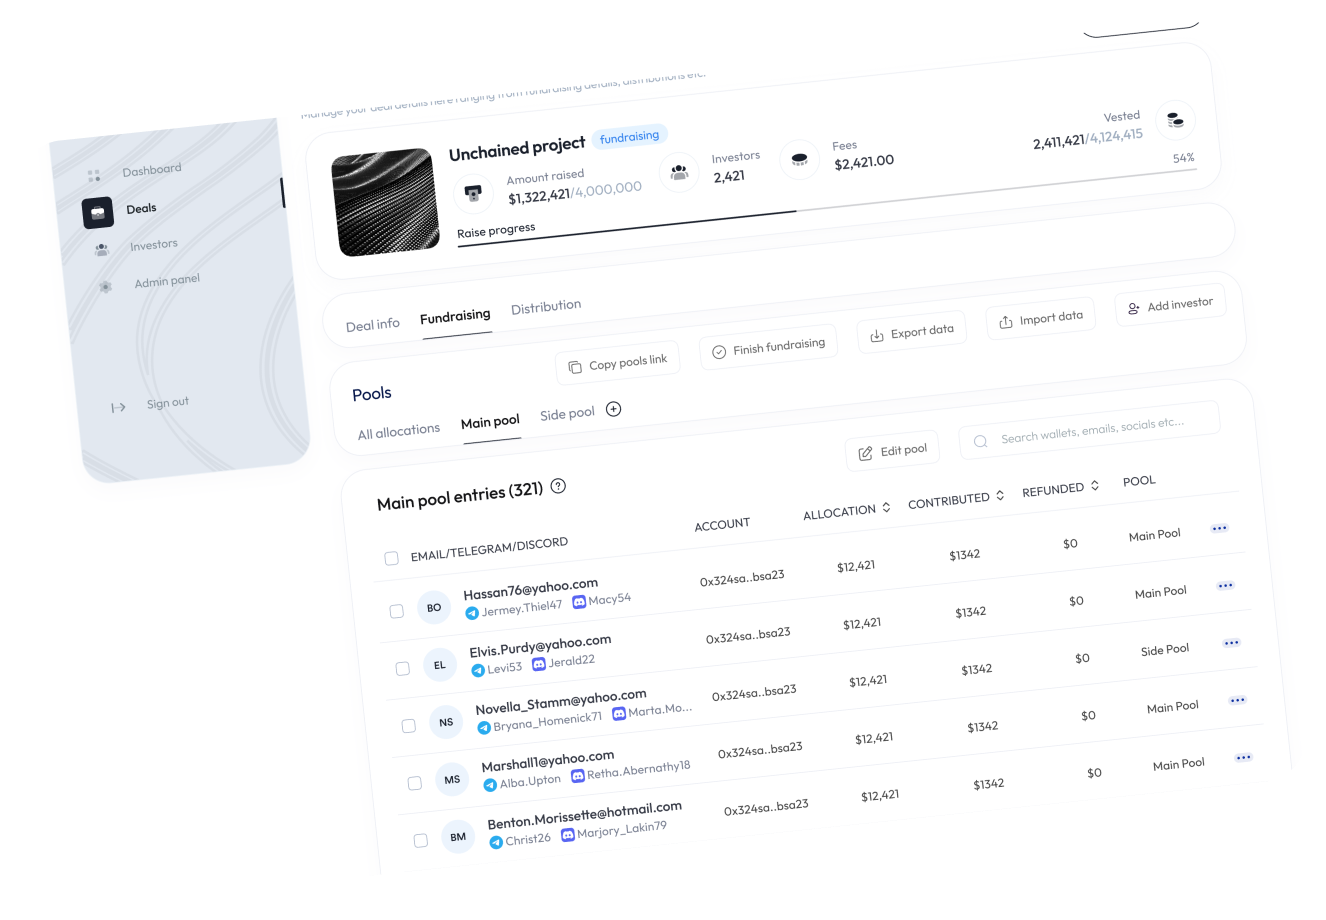 Manage your deal details here ranging from fundraising details, distributions etc.
Dashboard
Deals
Investors
Admin panel
Sign out
Unchained project
fundraising
Amount raised
$1,322,421/4,000,000
Investors
2,421
Fees
$2,421.00
Vested
2,411,421/4,124,415
54%
Raise progress
Deal info Fundraising Distribution
Pools
Copy pools link
Finish fundraising
Export data
Import data
Add investor
All allocations Main pool Side pool
Main pool entries (321)
Edit pool
Search wallets, emails, socials etc...
EMAIL/TELEGRAM/DISCORD ACCOUNT ALLOCATION CONTRIBUTED REFUNDED POOL
BO Hassan76@yahoo.com 0x324sa..bsa23 $12,421 $1342 $0 Main Pool
Jermey.Thiel47 Macy54
EL Elvis.Purdy@yahoo.com 0x324sa..bsa23 $12,421 $1342 $0 Main Pool
Levi53 Jerald22
NS Novella_Stamm@yahoo.com 0x324sa..bsa23 $12,421 $1342 $0 Side Pool
Bryana_Homenick71 Marta.Mo...
MS Marshall1@yahoo.com 0x324sa..bsa23 $12,421 $1342 $0 Main Pool
Alba.Upton Retha.Abernathy18
BM Benton.Morissette@hotmail.com 0x324sa..bsa23 $12,421 $1342 $0 Main Pool
Christ26 Marjory_Lakin79